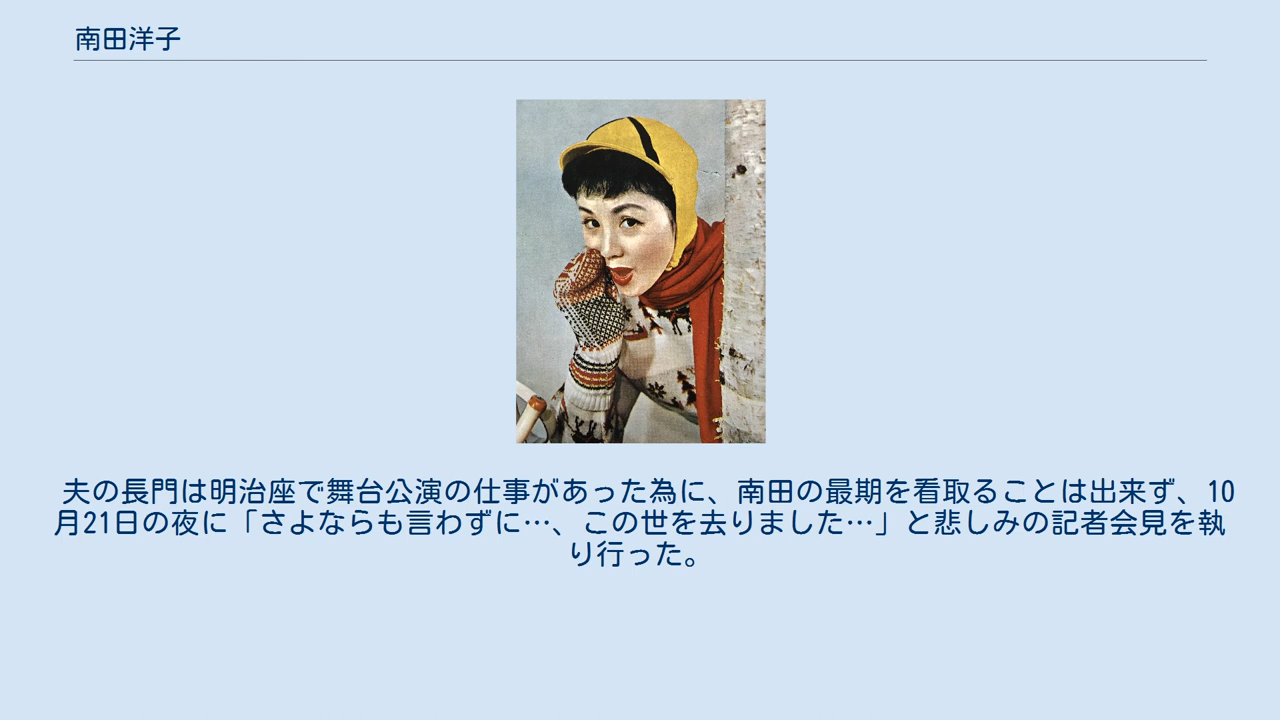 南田洋子
夫の長門は明治座で舞台公演の仕事があった為に、南田の最期を看取ることは出来ず、10
月21日の夜に「さよならも言わずに…、この世を去りました…」と悲しみの記者会見を執
り行った。